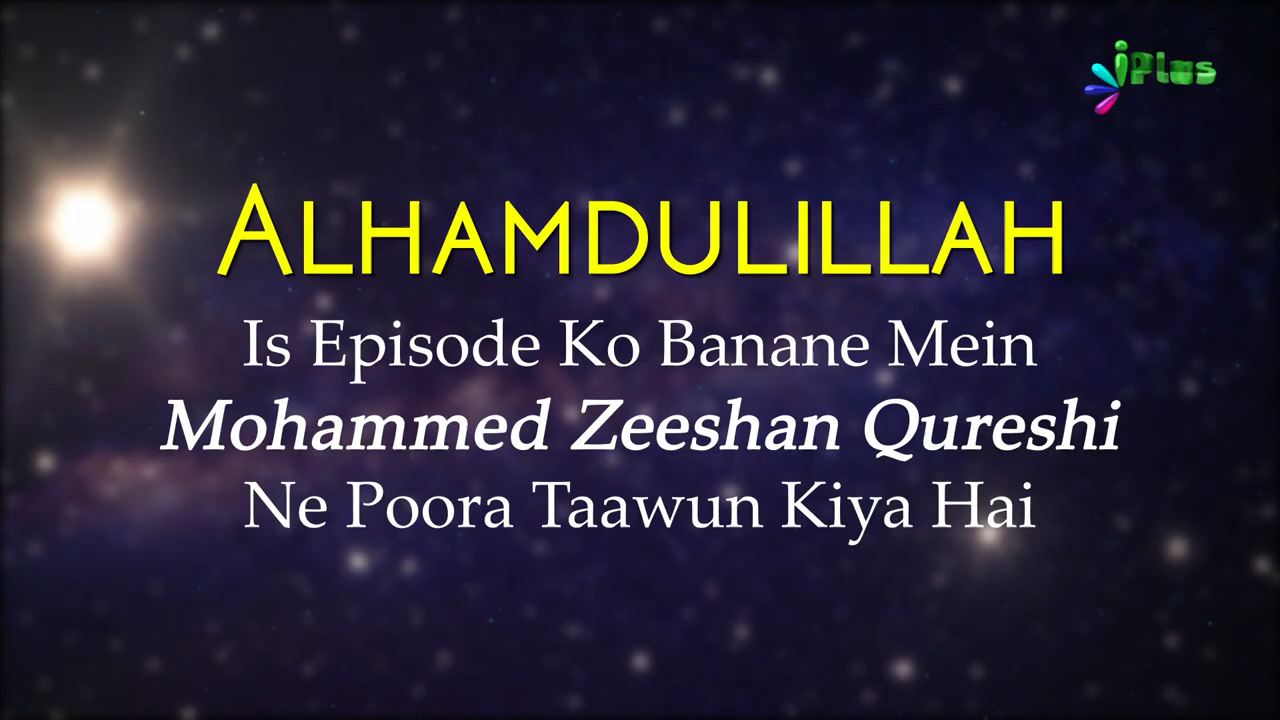 iPlus
ALHAMDULILLAH
Is Episode Ko Banane Mein
Mohammed Zeeshan Qureshi
Ne Poora Taawun Kiya Hai